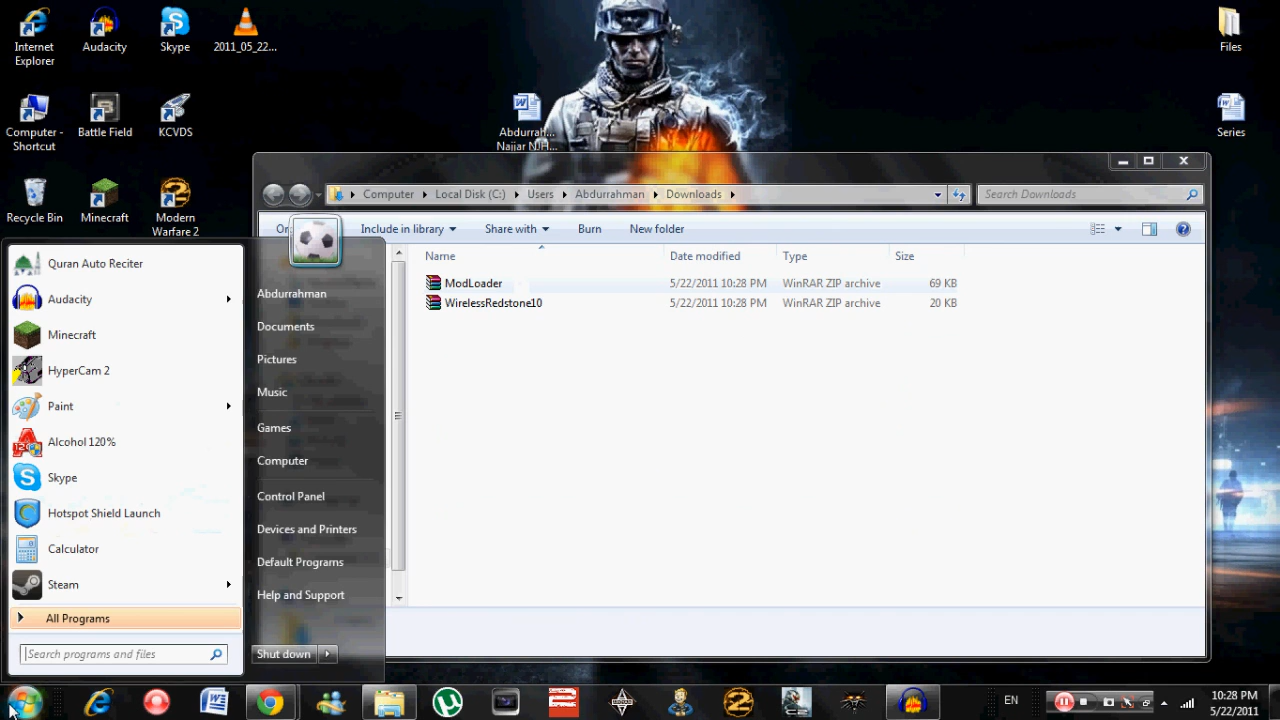 Internet
Explorer
Audacity
Skype
2011_05_22...
Files
Computer -
Shortcut
Battle Field
KCVDS
Abdurrah...
Najjar NJH...
Series
Recycle Bin
Minecraft
Modern
Warfare 2
Computer
Local Disk (C:)
Users
Abdurrahman
Downloads
Search Downloads
Or
Include in library
Share with
Burn
New folder
Name
Date modified
Type
Size
ModLoader
5/22/2011 10:28 PM
WinRAR ZIP archive
69 KB
WirelessRedstone10
5/22/2011 10:28 PM
WinRAR ZIP archive
20 KB
Quran Auto Reciter
Audacity
Minecraft
HyperCam 2
Paint
Alcohol 120%
Skype
Hotspot Shield Launch
Calculator
Steam
All Programs
Search programs and files
Abdurrahman
Documents
Pictures
Music
Games
Computer
Control Panel
Devices and Printers
Default Programs
Help and Support
Shut down
EN
10:28 PM
5/22/2011